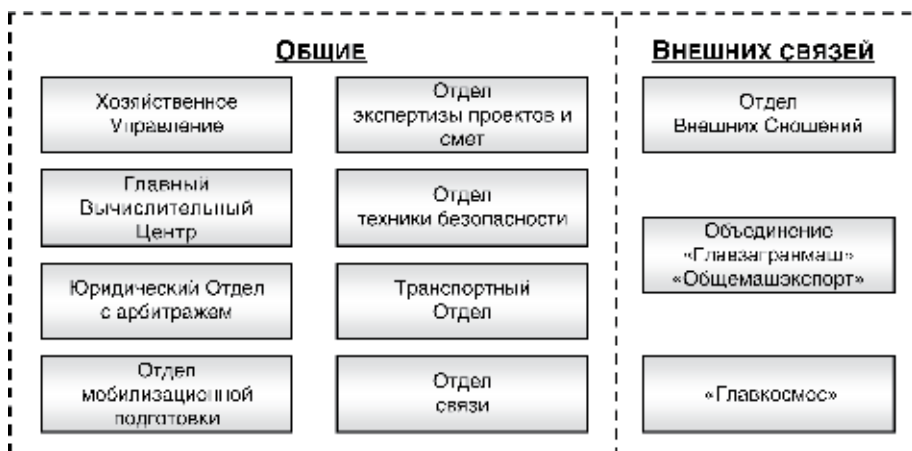 ОБЩИЕ
Хозяйственное
Управление
Главный
Вычислительный
Центр
Юридический Отдел
с арбитражем
Отдел
мобилизационной
подготовки
Отдел
экспертизы проектов и
смет
Отдел
техники безопасности
Транспортный
Отдел
Отдел
связи
ВНЕШНИХ СВЯЗЕЙ
Отдел
Внешних Сношений
Объединение
«Главзагранмаш»
«Общемашэкспорт»
«Главкосмос»